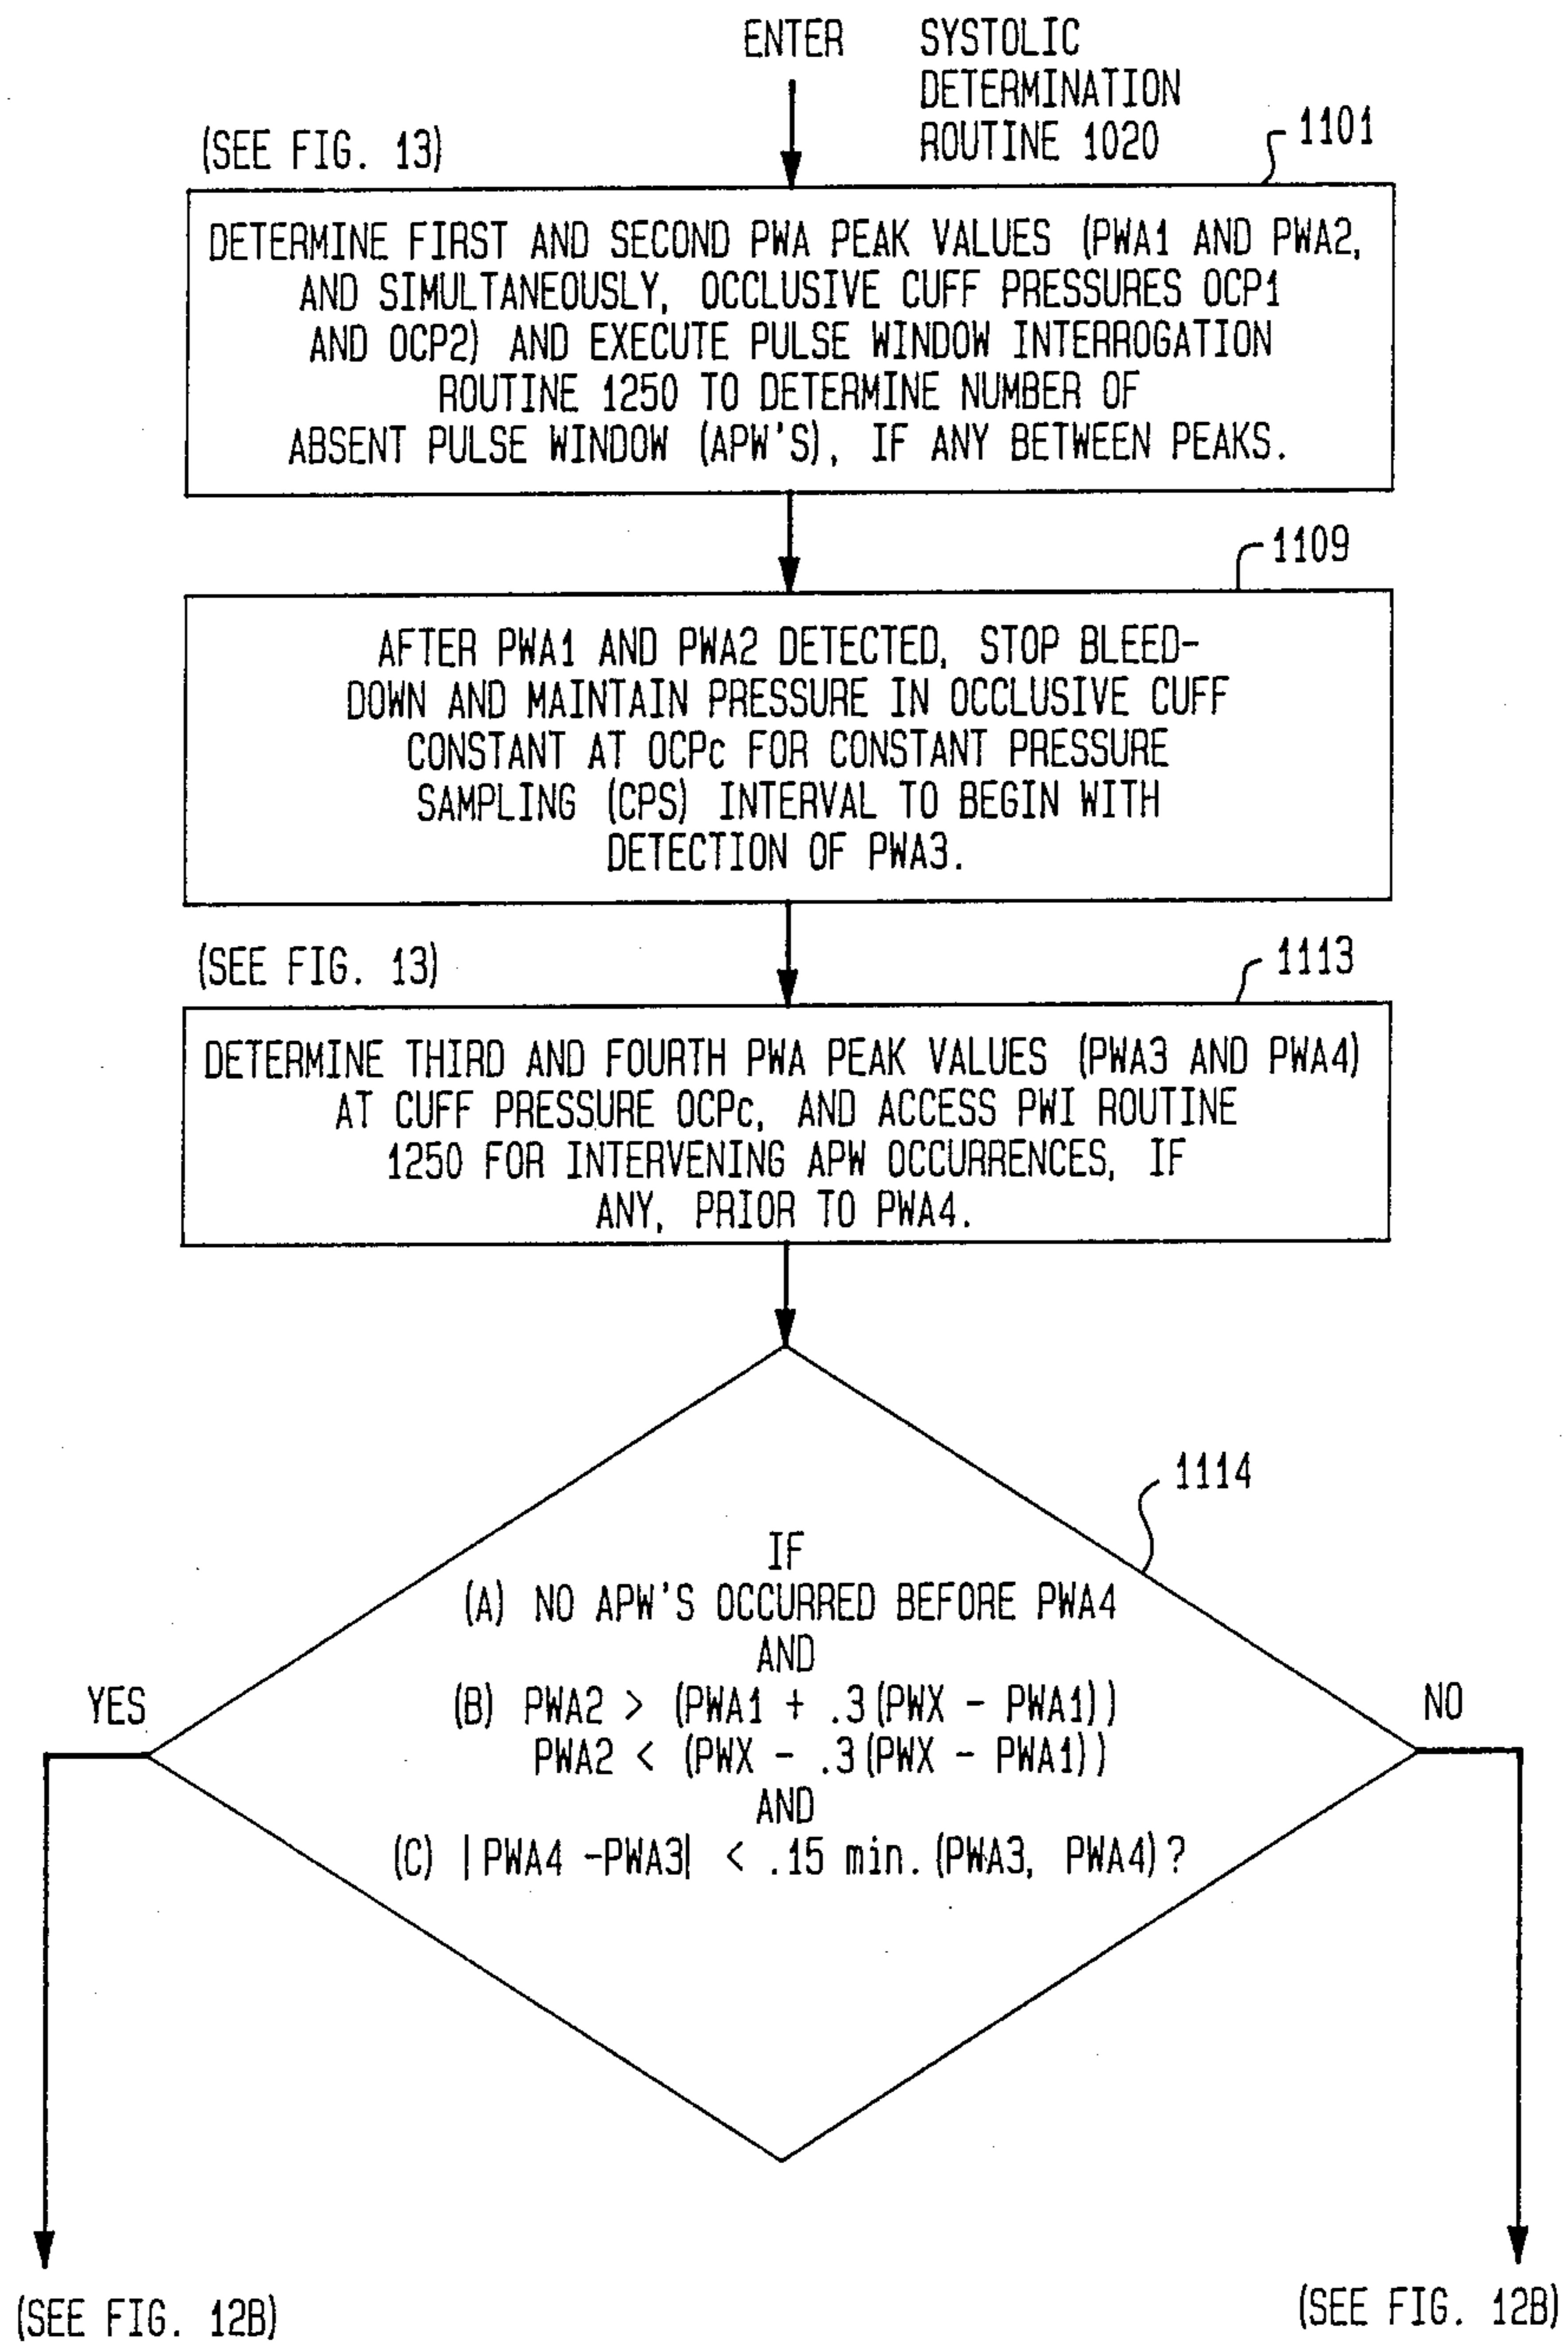 ENTER
SYSTOLIC
DETERMINATION
ROUTINE 1020
(SEE FIG. 13)
1101
DETERMINE FIRST AND SECOND PWA PEAK VALUES (PWA1 AND PWA2,
AND SIMULTANEOUSLY, OCCLUSIVE CUFF PRESSURES OCP1
AND OCP2) AND EXECUTE PULSE WINDOW INTERROGATION
ROUTINE 1250 TO DETERMINE NUMBER OF
ABSENT PULSE WINDOW (APW'S), IF ANY BETWEEN PEAKS.
1109
AFTER PWA1 AND PWA2 DETECTED, STOP BLEED-
DOWN AND MAINTAIN PRESSURE IN OCCLUSIVE CUFF
CONSTANT AT OCPc FOR CONSTANT PRESSURE
SAMPLING (CPS) INTERVAL TO BEGIN WITH
DETECTION OF PWA3.
(SEE FIG. 13)
1113
DETERMINE THIRD AND FOURTH PWA PEAK VALUES (PWA3 AND PWA4)
AT CUFF PRESSURE OCPc, AND ACCESS PWI ROUTINE
1250 FOR INTERVENING APW OCCURRENCES, IF
ANY, PRIOR TO PWA4.
1114
IF
(A) NO APW'S OCCURRED BEFORE PWA4
AND
(B) PWA2 > (PWA1 + .3(PWX - PWA1))
PWA2 < (PWX - .3(PWX - PWA1))
AND
(C) |PWA4 -PWA3| < .15 min. (PWA3, PWA4)?
YES
NO
(SEE FIG. 12B)
(SEE FIG. 12B)